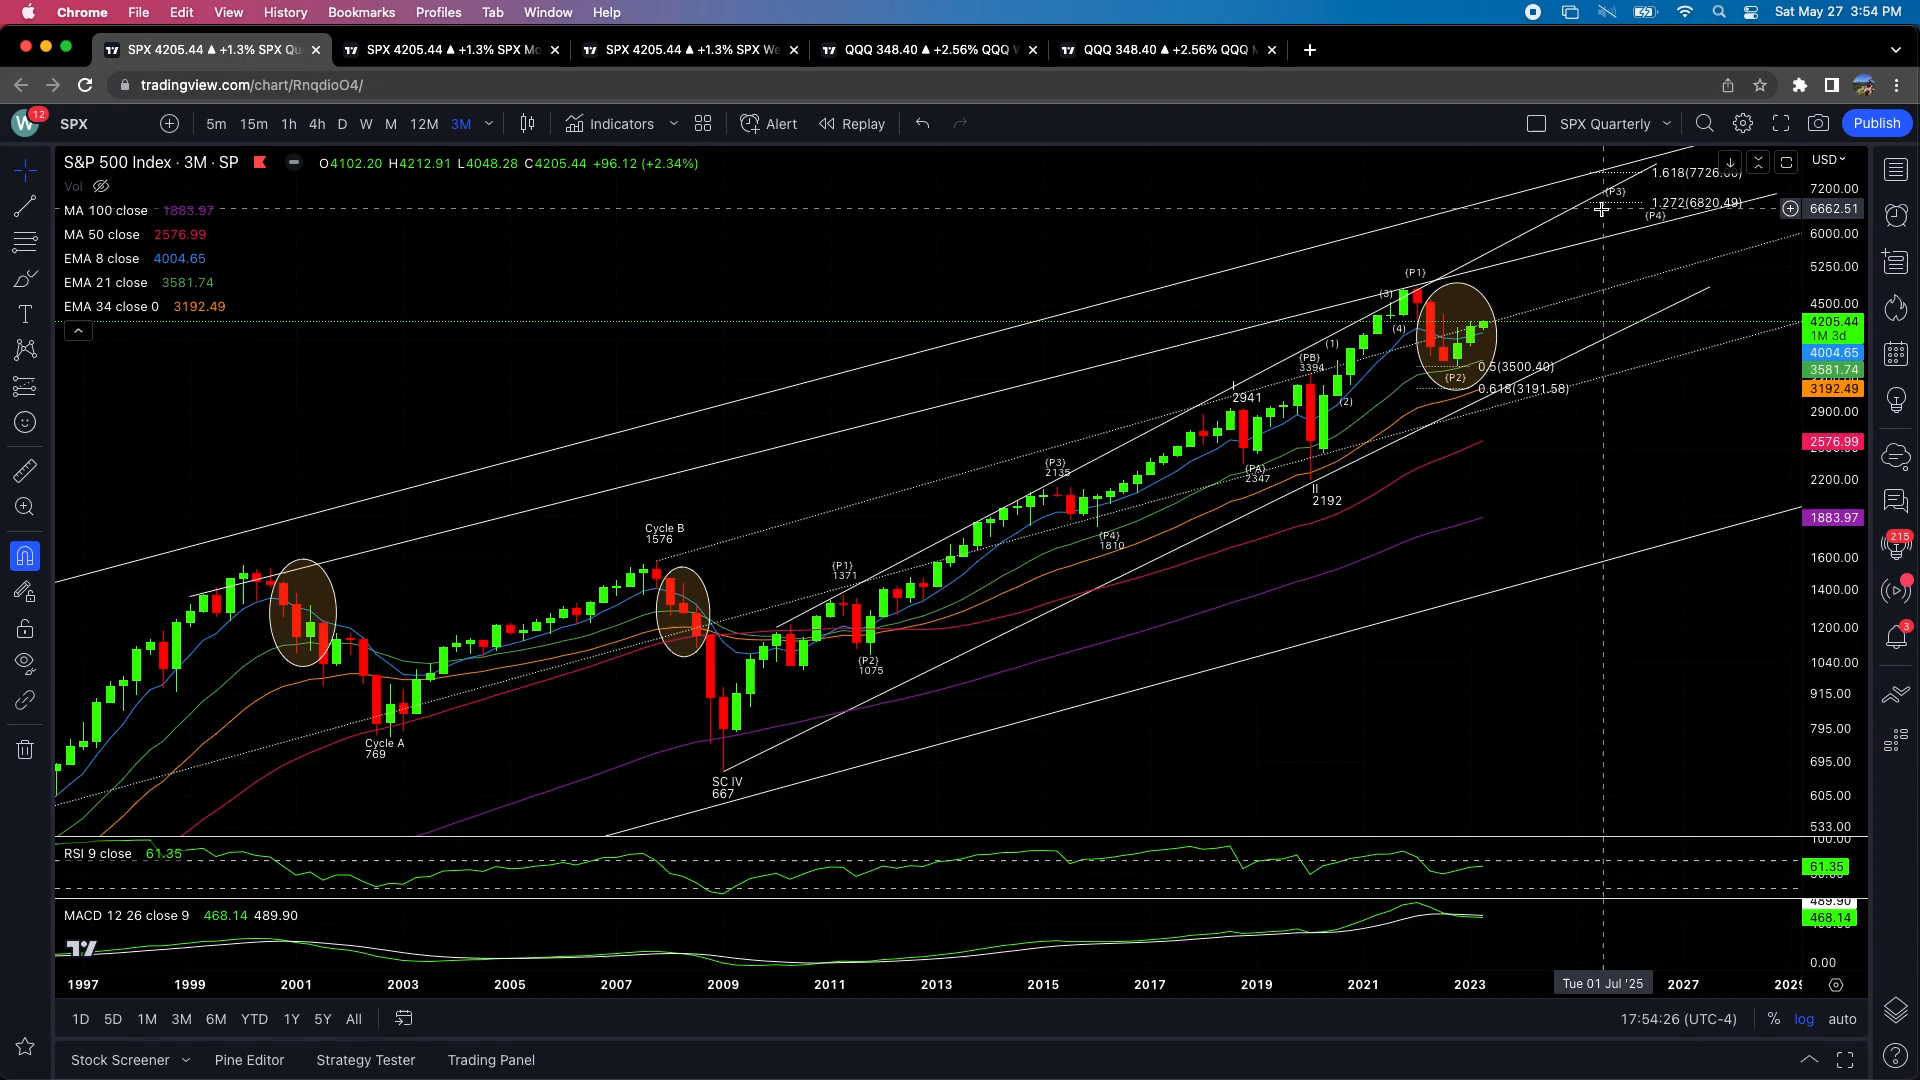 Chrome File Edit View History Bookmarks Profiles Tab Window Help Sat May 27 3:54 PM
SPX 4205.44 ▲ +1.3% SPX Qu
SPX 4205.44 ▲ +1.3% SPX Mo
SPX 4205.44 ▲ +1.3% SPX We
QQQ 348.40 ▲ +2.56% QQQ W
QQQ 348.40 ▲ +2.56% QQQ M
tradingview.com/chart/RnqdioO4/
W 12 SPX 5m 15m 1h 4h D W M 12M 3M Indicators Alert Replay SPX Quarterly Publish
S&P 500 Index · 3M · SP O4102.20 H4212.91 L4048.28 C4205.44 +96.12 (+2.34%)
Vol
MA 100 close 1883.97
MA 50 close 2576.99
EMA 8 close 4004.65
EMA 21 close 3581.74
EMA 34 close 0 3192.49
USD
1.618(7726.00)
(P3)
1.272(6820.49)
(P4)
7200.00
6662.51
6000.00
5250.00
4500.00
4205.44
1M 3d
4004.65
3581.74
3192.49
2900.00
2576.99
2200.00
1883.97
1600.00
1400.00
1200.00
1040.00
915.00
795.00
695.00
605.00
533.00
(P1)
(3)
(4)
(1)
(PB)
3394
0.5(3500.40)
(P2)
0.618(3191.58)
I
2941
(2)
(P3)
2135
(PA)
2347
II
2192
Cycle B
1576
(P4)
1810
(P1)
1371
(P2)
1075
Cycle A
769
SC IV
667
RSI 9 close 61.35
100.00
61.35
MACD 12 26 close 9 468.14 489.90
489.90
468.14
0.00
1997 1999 2001 2003 2005 2007 2009 2011 2013 2015 2017 2019 2021 2023 Tue 01 Jul '25 2027 2029
1D 5D 1M 3M 6M YTD 1Y 5Y All 17:54:26 (UTC-4) % log auto
Stock Screener Pine Editor Strategy Tester Trading Panel
215
3